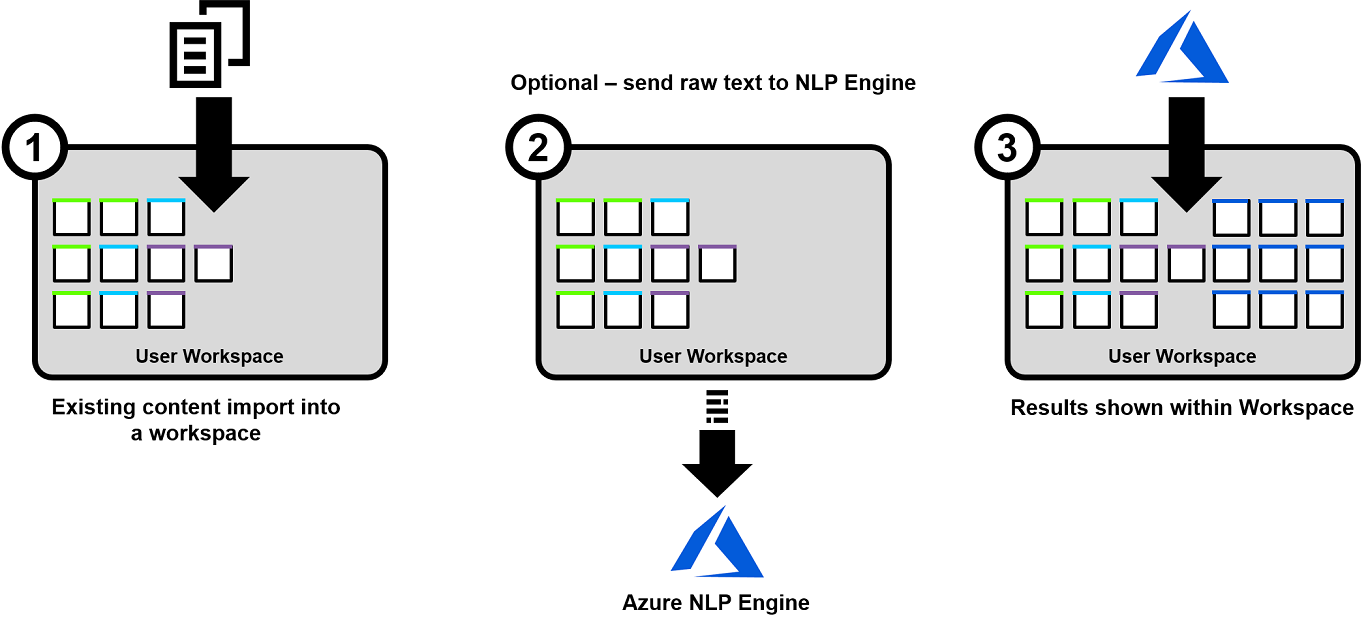 Optional – send raw text to NLP Engine
1
2
3
User Workspace
User Workspace
User Workspace
Existing content import into
a workspace
Results shown within Workspace
Azure NLP Engine